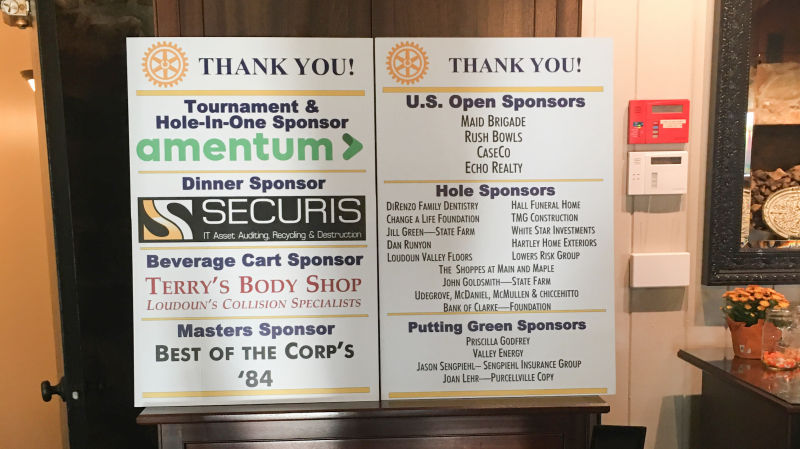 THANK YOU!
Tournament &
Hole-In-One Sponsor
amentum
Dinner Sponsor
SECURIS
IT Asset Auditing, Recycling & Destruction
Beverage Cart Sponsor
TERRY'S BODY SHOP
LOUDOUN'S COLLISION SPECIALISTS
Masters Sponsor
BEST OF THE CORP'S
'84
THANK YOU!
U.S. Open Sponsors
MAID BRIGADE
RUSH BOWLS
CASECO
ECHO REALTY
Hole Sponsors
DIRENZO FAMILY DENTISTRY
CHANGE A LIFE FOUNDATION
JILL GREEN—STATE FARM
DAN RUNYON
LOUDOUN VALLEY FLOORS
HALL FUNERAL HOME
TMG CONSTRUCTION
WHITE STAR INVESTMENTS
HARTLEY HOME EXTERIORS
LOWERS RISK GROUP
THE SHOPPES AT MAIN AND MAPLE
JOHN GOLDSMITH—STATE FARM
UDEGROVE, MCDANIEL, MCMULLEN & CHICCEHITTO
BANK OF CLARKE—FOUNDATION
Putting Green Sponsors
PRISCILLA GODFREY
VALLEY ENERGY
JASON SENGPIEHL– SENGPIEHL INSURANCE GROUP
JOAN LEHR—PURCELLVILLE COPY